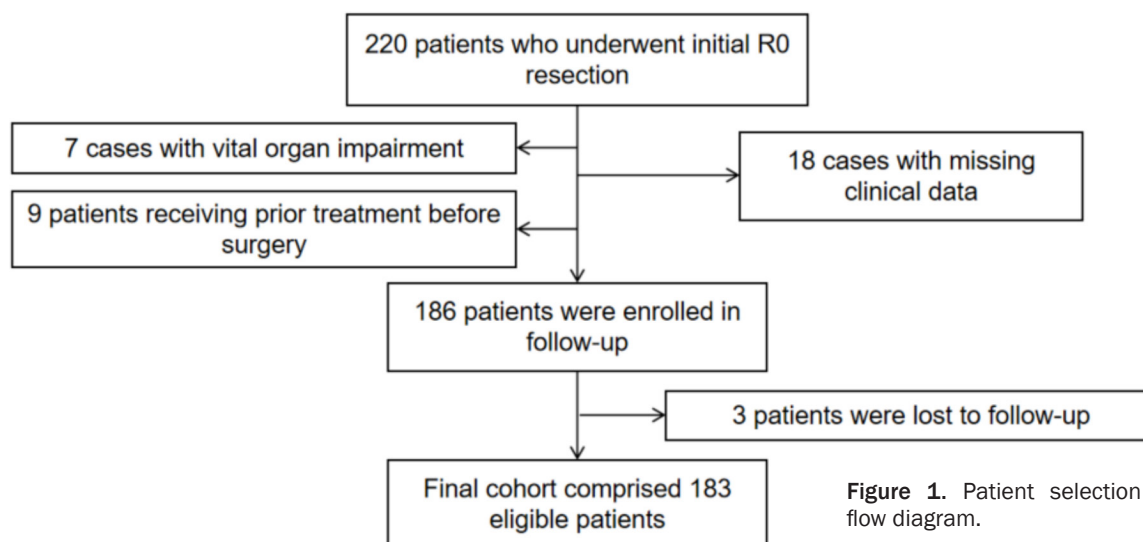 220 patients who underwent initial R0
resection
7 cases with vital organ impairment
18 cases with missing
clinical data
9 patients receiving prior treatment before
surgery
186 patients were enrolled in
follow-up
3 patients were lost to follow-up
Final cohort comprised 183
eligible patients
Figure 1. Patient selection
flow diagram.